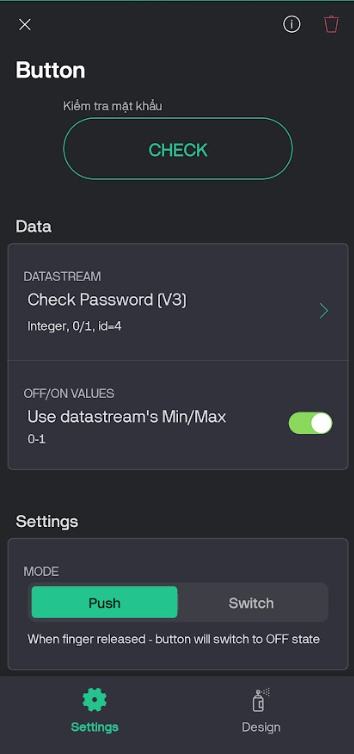 Button
Kiểm tra mật khẩu
CHECK
Data
DATASTREAM
Check Password (V3)
Integer, 0/1, id=4
OFF/ON VALUES
Use datastream's Min/Max
0-1
Settings
MODE
Push
Switch
When finger released - button will switch to OFF state
Settings
Design